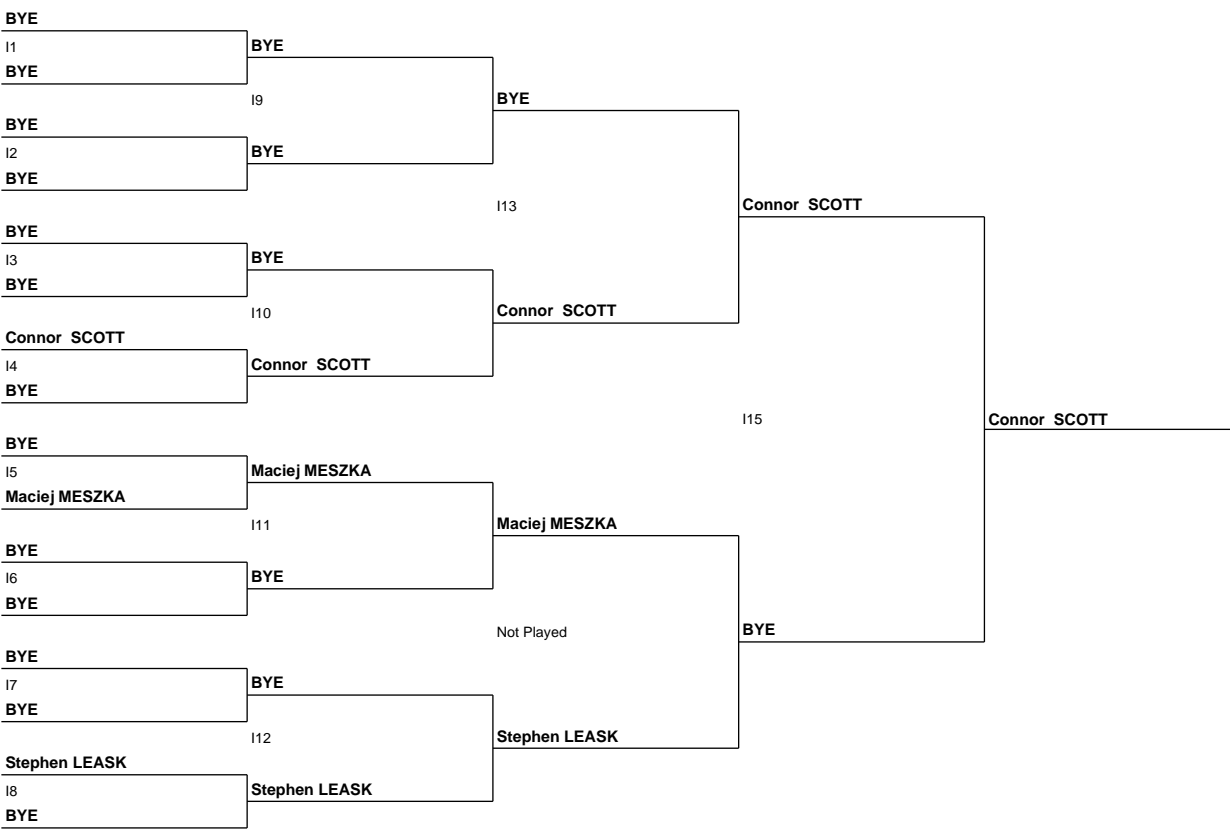 BYE
I1
BYE
BYE
I9
BYE
BYE
I2
BYE
BYE
I13
Connor  SCOTT
BYE
I3
BYE
BYE
I10
Connor  SCOTT
Connor  SCOTT
I4
Connor  SCOTT
BYE
I15
Connor  SCOTT
BYE
I5
Maciej MESZKA
Maciej MESZKA
I11
Maciej MESZKA
BYE
I6
BYE
BYE
Not Played
BYE
BYE
I7
BYE
BYE
I12
Stephen LEASK
Stephen LEASK
I8
Stephen LEASK
BYE